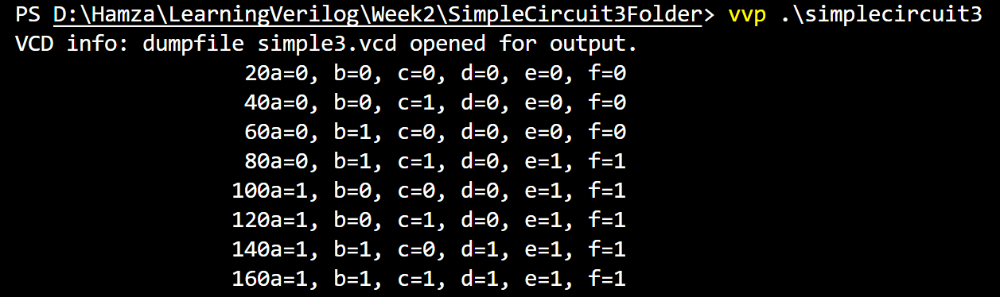 PS D:\Hamza\LearningVerilog\Week2\SimpleCircuit3Folder> vvp .\simplecircuit3
VCD info: dumpfile simple3.vcd opened for output.
20a=0, b=0, c=0, d=0, e=0, f=0
40a=0, b=0, c=1, d=0, e=0, f=0
60a=0, b=1, c=0, d=0, e=0, f=0
80a=0, b=1, c=1, d=0, e=1, f=1
100a=1, b=0, c=0, d=0, e=1, f=1
120a=1, b=0, c=1, d=0, e=1, f=1
140a=1, b=1, c=0, d=1, e=1, f=1
160a=1, b=1, c=1, d=1, e=1, f=1